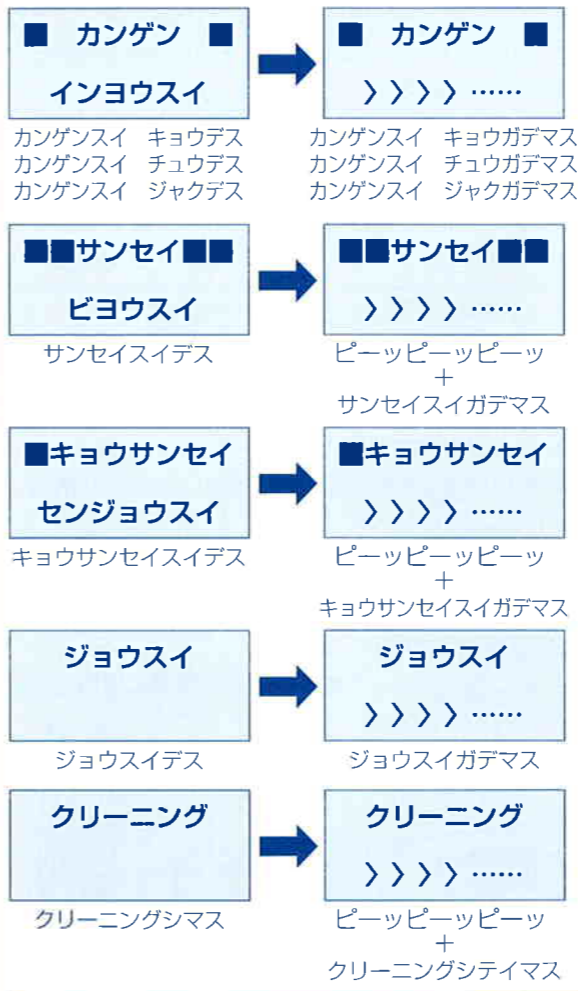 ■ カンゲン ■
インヨウスイ
カンゲンスイ キョウデス
カンゲンスイ チュウデス
カンゲンスイ ジャクデス
■ カンゲン ■
〉〉〉〉……
カンゲンスイ キョウガデマス
カンゲンスイ チュウガデマス
カンゲンスイ ジャクガデマス
■■サンセイ■■
ビヨウスイ
サンセイスイデス
■■サンセイ■■
〉〉〉〉……
ピーッピーッピーッ
+
サンセイスイガデマス
■キョウサンセイ
センジョウスイ
キョウサンセイスイデス
■キョウサンセイ
〉〉〉〉……
ピーッピーッピーッ
+
キョウサンセイスイガデマス
ジョウスイ
ジョウスイデス
ジョウスイ
〉〉〉〉……
ジョウスイガデマス
クリーニング
クリーニングシマス
クリーニング
〉〉〉〉……
ピーッピーッピーッ
+
クリーニングシテイマス